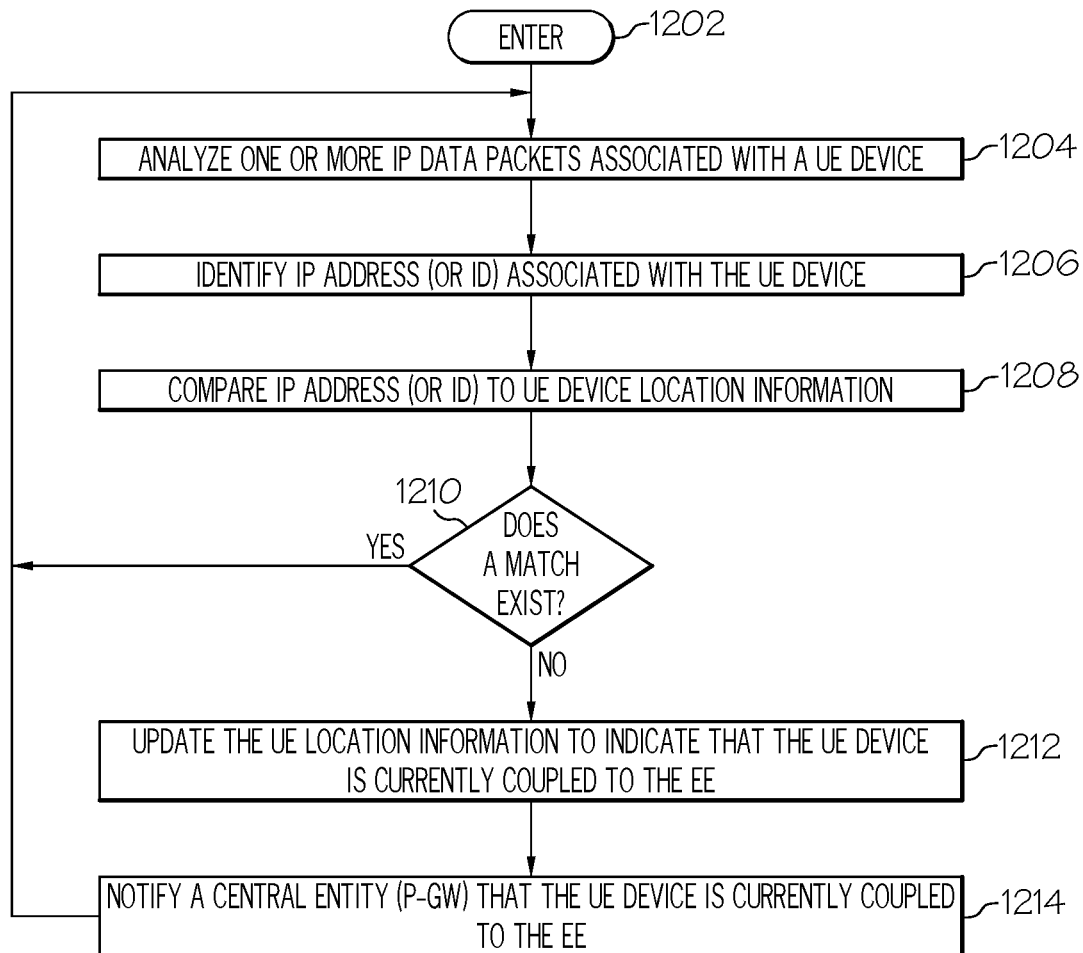 ENTER
1202
ANALYZE ONE OR MORE IP DATA PACKETS ASSOCIATED WITH A UE DEVICE
1204
IDENTIFY IP ADDRESS (OR ID) ASSOCIATED WITH THE UE DEVICE
1206
COMPARE IP ADDRESS (OR ID) TO UE DEVICE LOCATION INFORMATION
1208
1210
DOES
A MATCH
EXIST?
YES
NO
UPDATE THE UE LOCATION INFORMATION TO INDICATE THAT THE UE DEVICE
IS CURRENTLY COUPLED TO THE EE
1212
NOTIFY A CENTRAL ENTITY (P-GW) THAT THE UE DEVICE IS CURRENTLY COUPLED
TO THE EE
1214